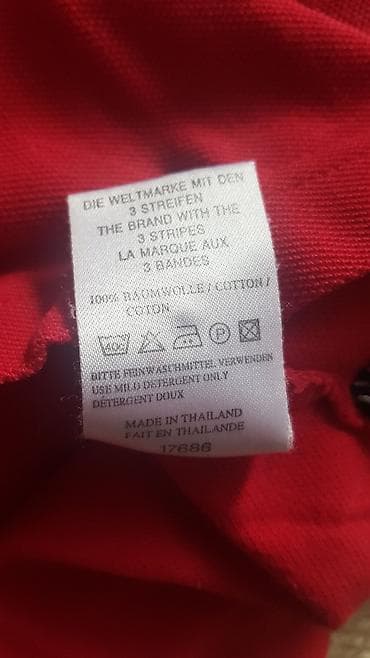 DIE WELTMARKE MIT DEN
3 STREIFEN
THE BRAND WITH THE
3 STRIPES
LA MARQUE AUX
3 BANDES
100% BAUMWOLLE / COTTON /
COTON
40C P
BITTE FEINWASCHMITTEL VERWENDEN
USE MILD DETERGENT ONLY
DÉTERGENT DOUX
MADE IN THAILAND
FAIT EN THAILANDE
17686